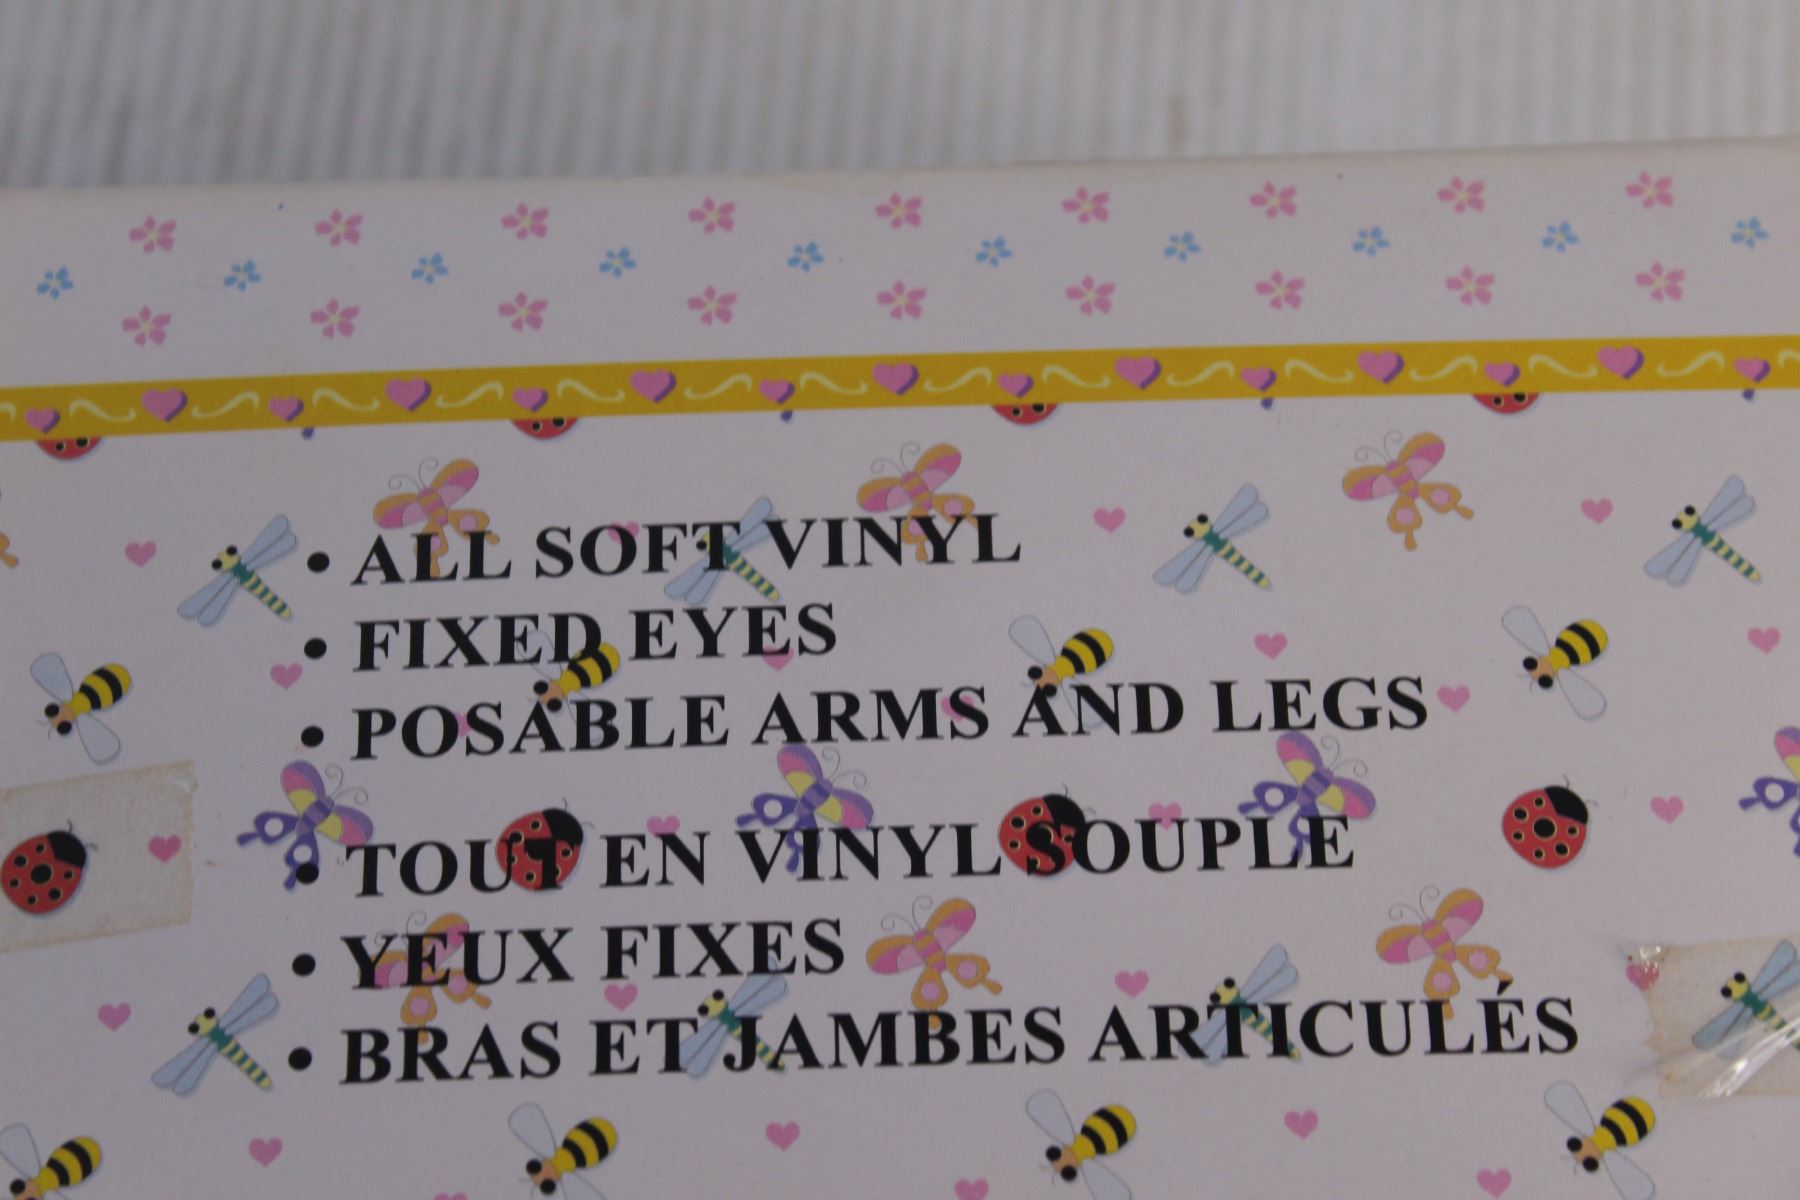 • ALL SOFT VINYL
• FIXED EYES
• POSABLE ARMS AND LEGS
• TOUT EN VINYL SOUPLE
• YEUX FIXES
• BRAS ET JAMBES ARTICULÉS